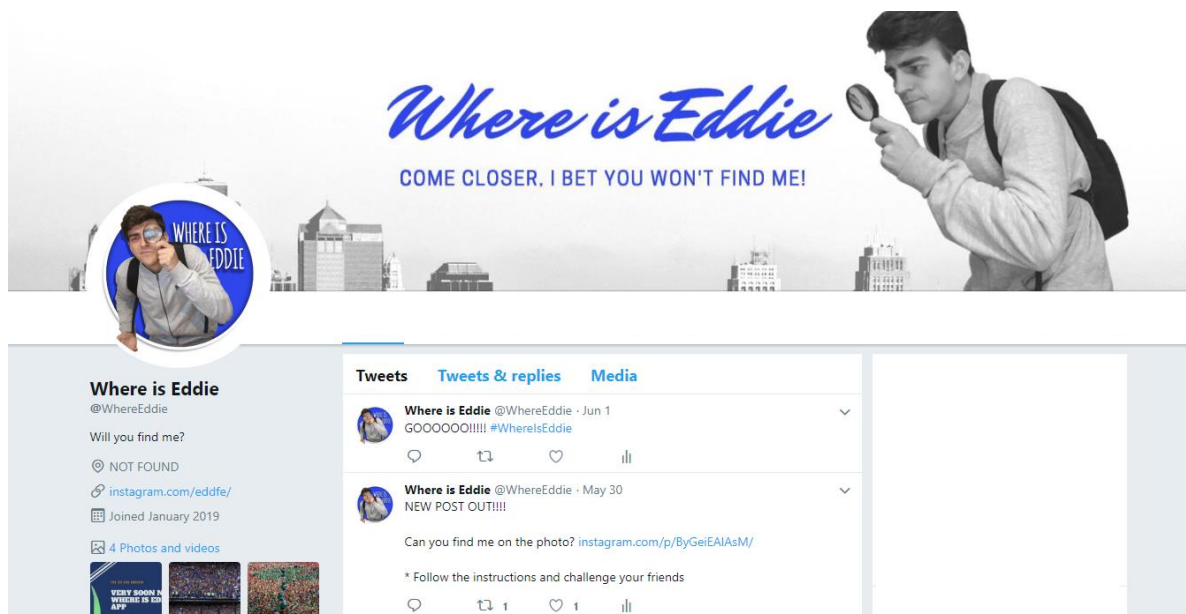 Where is Eddie
COME CLOSER, I BET YOU WON'T FIND ME!
WHERE IS
EDDIE
Where is Eddie
@WhereEddie
Will you find me?
NOT FOUND
instagram.com/eddfe/
Joined January 2019
4 Photos and videos
VERY SOON N
WHERE IS ED
APP
Tweets Tweets & replies Media
Where is Eddie @WhereEddie · Jun 1
GOOOOOO!!!!! #WhereIsEddie
Where is Eddie @WhereEddie · May 30
NEW POST OUT!!!!
Can you find me on the photo? instagram.com/p/ByGeiEAIAsM/
* Follow the instructions and challenge your friends
1 1